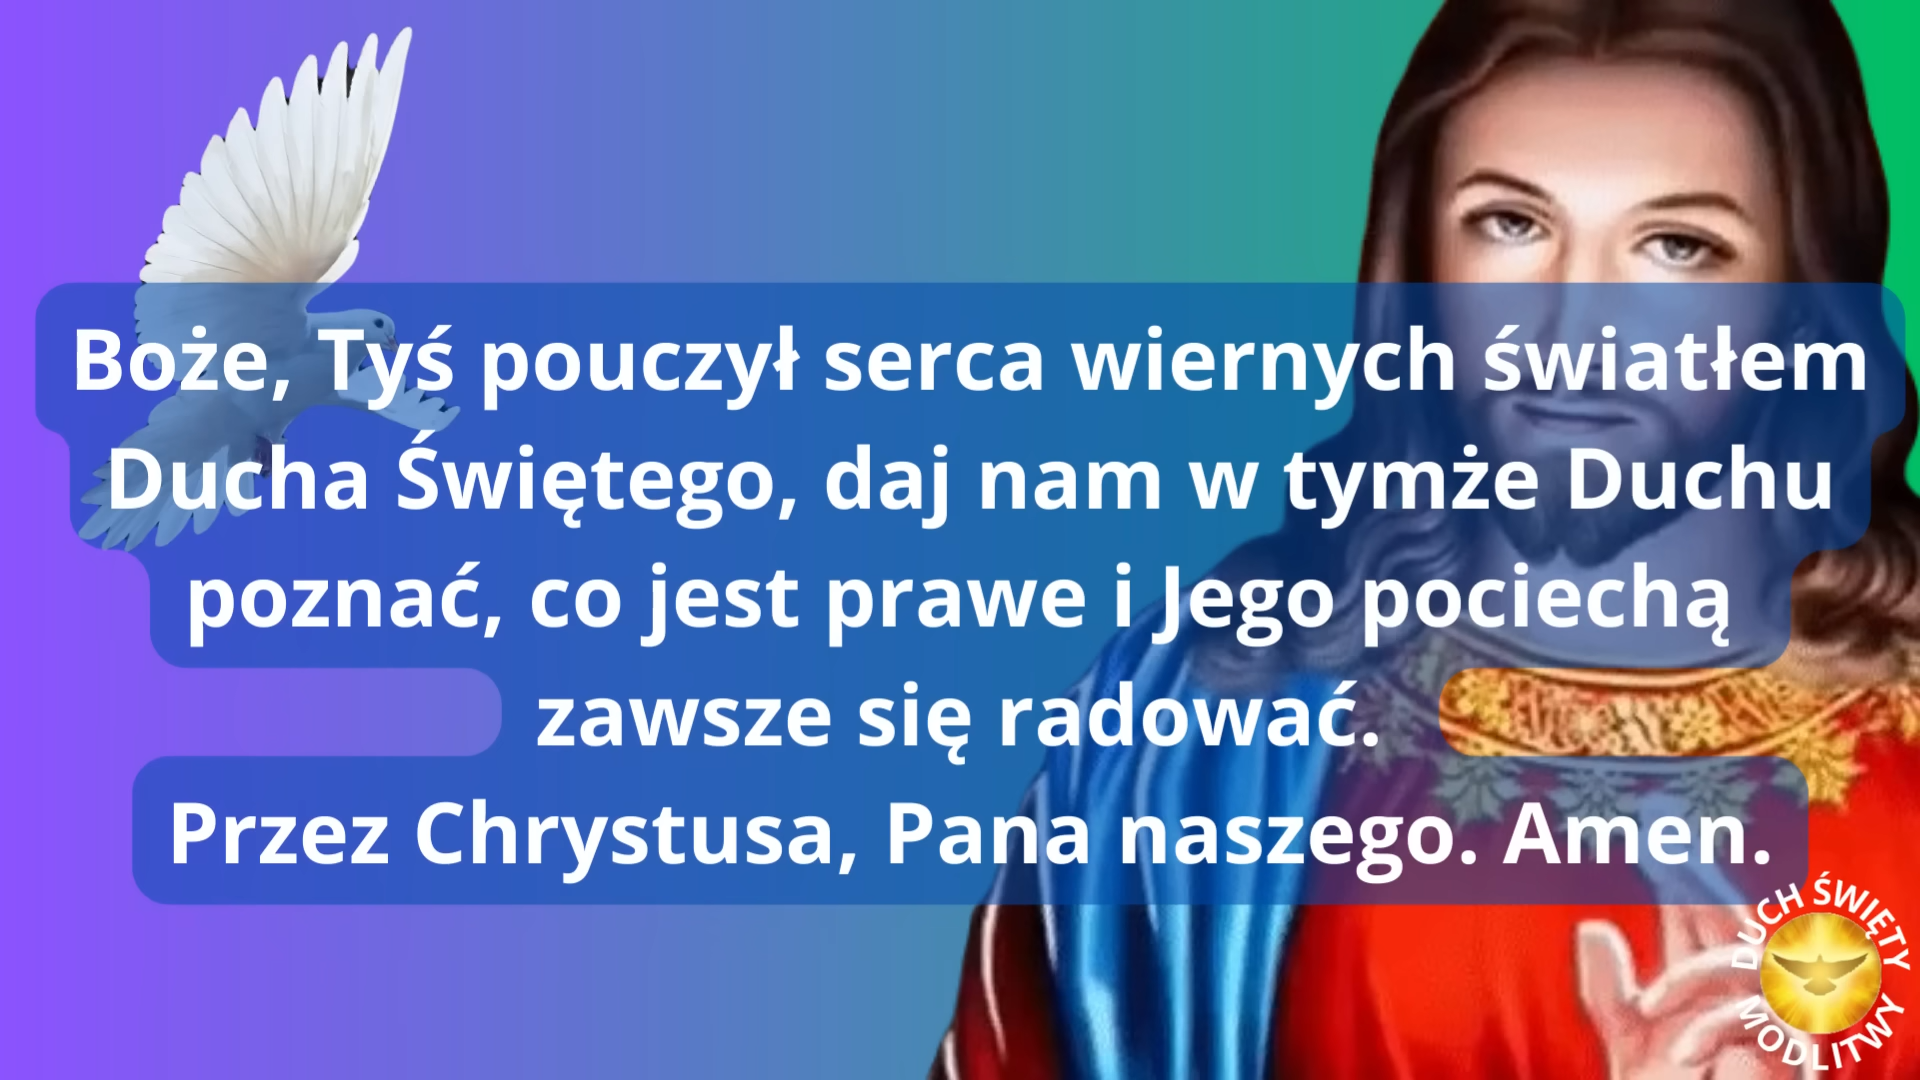 Boże, Tyś pouczył serca wiernych światłem
Ducha Świętego, daj nam w tymże Duchu
poznać, co jest prawe i Jego pociechą
zawsze się radować.
Przez Chrystusa, Pana naszego. Amen.
DUCH ŚWIĘTY
MODLITWY